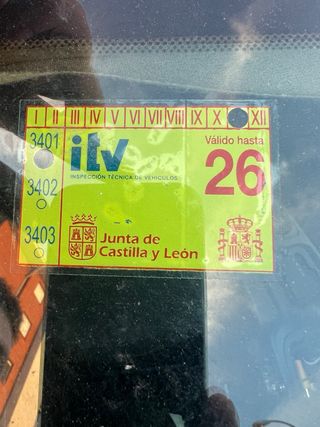 I II III IV V VI VII VIII IX X XII
3401
itv
INSPECCIÓN TÉCNICA DE VEHÍCULOS
Válido hasta
26
3402
3403
Junta de
Castilla y León